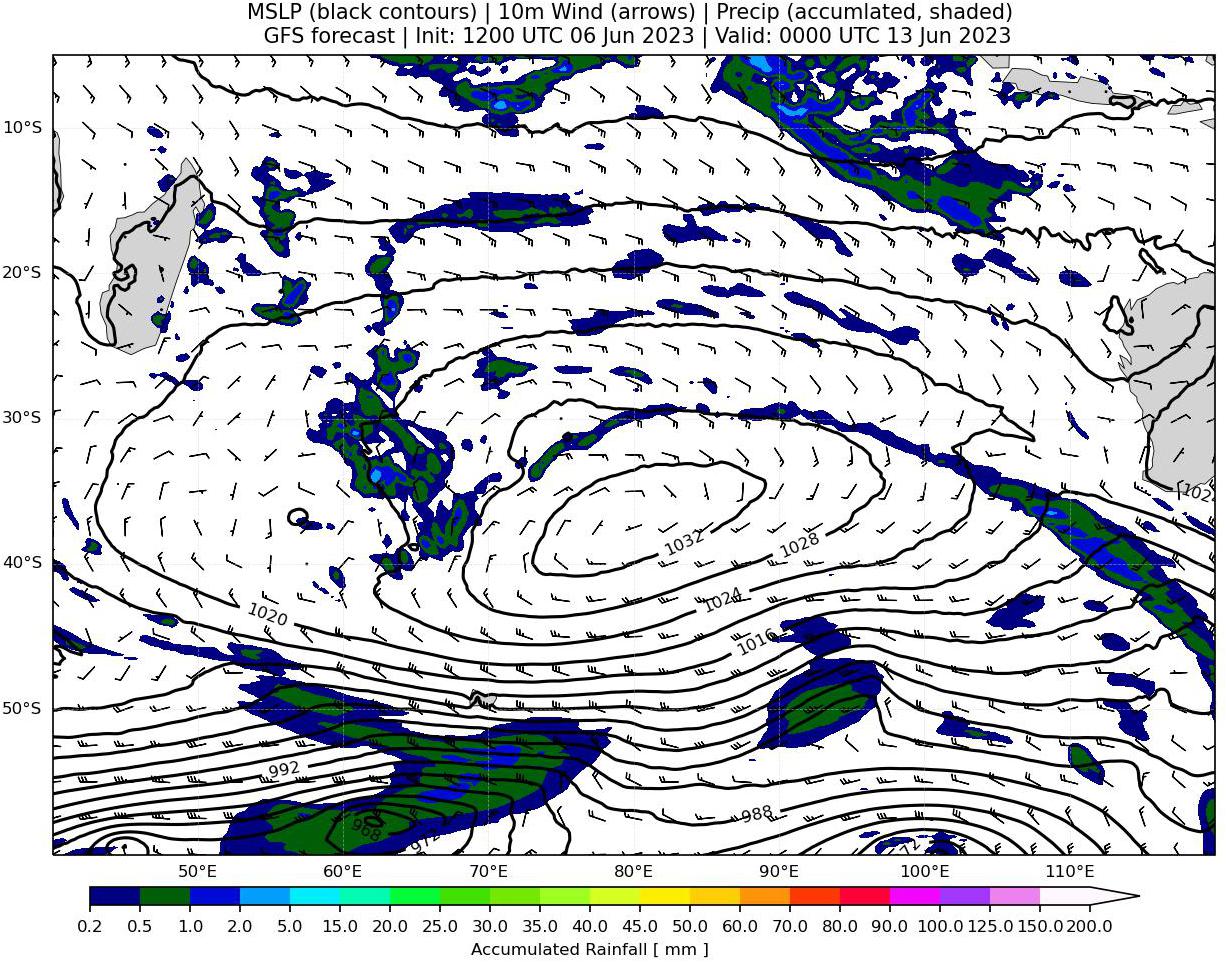 MSLP (black contours) | 10m Wind (arrows) | Precip (accumlated, shaded)
GFS forecast | Init: 1200 UTC 06 Jun 2023 | Valid: 0000 UTC 13 Jun 2023
10°S
20°S
30°S
102
1032
1028
40°S
1024
1020
1016
50°S
992
988
968
972
72
50°E 60°E 70°E 80°E 90°E 100°E 110°E
0.2 0.5 1.0 2.0 5.0 10.0 15.0 20.0 25.0 30.0 35.0 40.0 45.0 50.0 60.0 70.0 80.0 90.0 100.0 125.0 150.0 200.0
Accumulated Rainfall [ mm ]